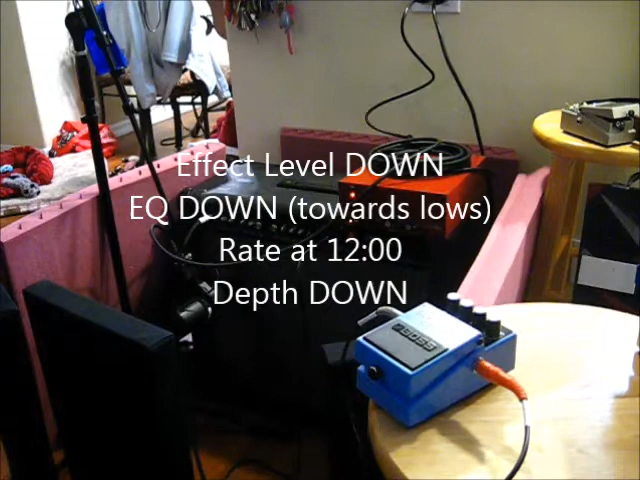 Effect Level DOWN
EQ DOWN (towards lows)
Rate at 12:00
Depth DOWN
BOSS